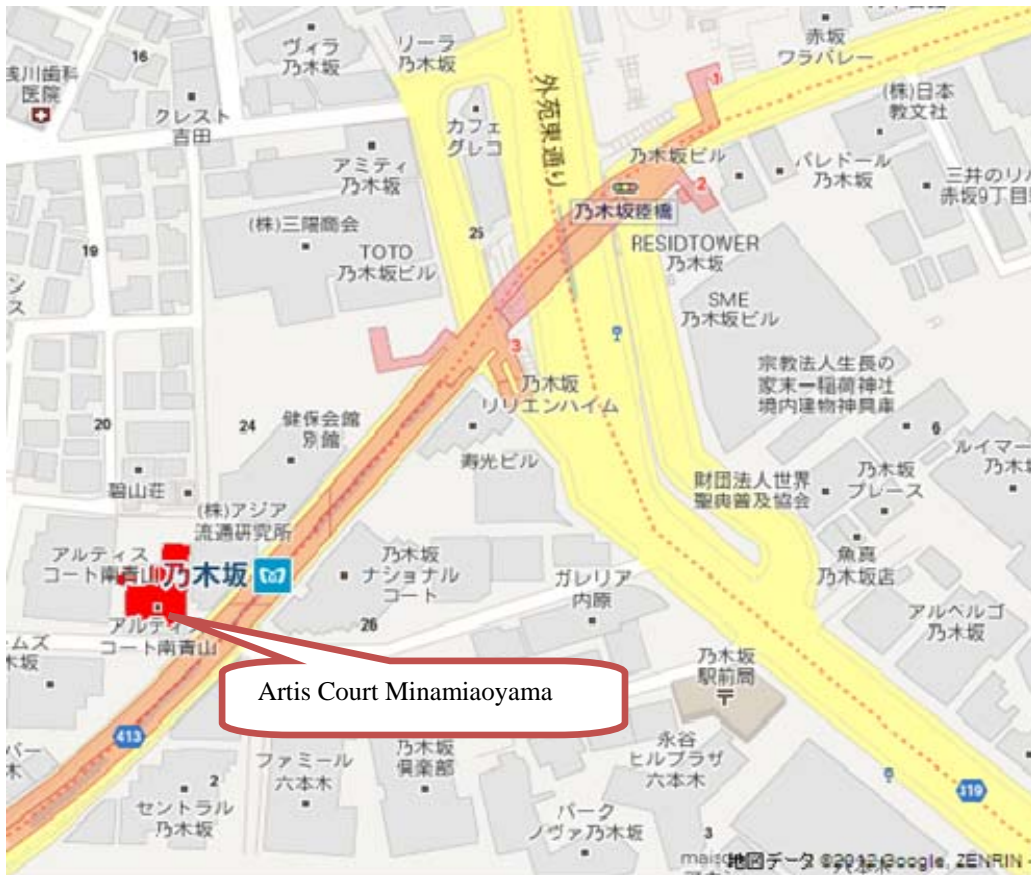 16
ヴィラ
乃木坂
リーラ
乃木坂
赤坂
ワラバレー
浅川歯科
医院
クレスト
吉田
カフェ
グレコ
外苑東通り
1
(株)日本
教文社
アミティ
乃木坂
乃木坂ビル
パレドール
乃木坂
三井のリハ
赤坂9丁目
2
乃木坂陸橋
(株)三陽商会
25
TOTO
乃木坂ビル
RESIDTOWER
乃木坂
19
ン
ス
SME
乃木坂ビル
3
乃木坂
リリエンハイム
宗教法人生長の
家末一稲荷神社
境内建物神具庫
20
24
健保会館
別館
6
ルイマー
乃木
寿光ビル
乃木坂
プレース
財団法人世界
聖典普及協会
碧山荘
(株)アジア
流通研究所
アルティス
コート南青山
乃木坂
乃木坂
ナショナル
コート
ガレリア
内原
魚真
乃木坂店
アルティス
コート南青山
26
アルベルゴ
乃木坂
ームズ
木坂
乃木坂
駅前局
Artis Court Minamiaoyama
413
バー
木
ファミール
六本木
乃木坂
倶楽部
永谷
ヒルプラザ
六本木
319
2
セントラル
乃木坂
パーク
ノヴァ乃木坂
3
地図データ ©2012 Google, ZENRIN -